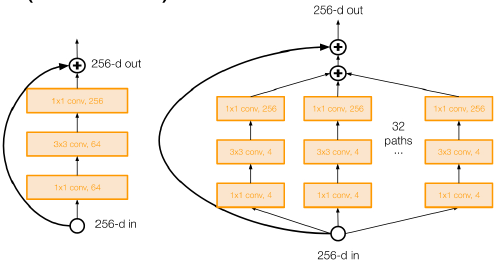 256-d out
256-d out
1x1 conv, 256
3x3 conv, 64
1x1 conv, 64
256-d in
1x1 conv, 256
1x1 conv, 256
1x1 conv, 256
3x3 conv, 4
3x3 conv, 4
32
paths
...
3x3 conv, 4
1x1 conv, 4
1x1 conv, 4
1x1 conv, 4
256-d in